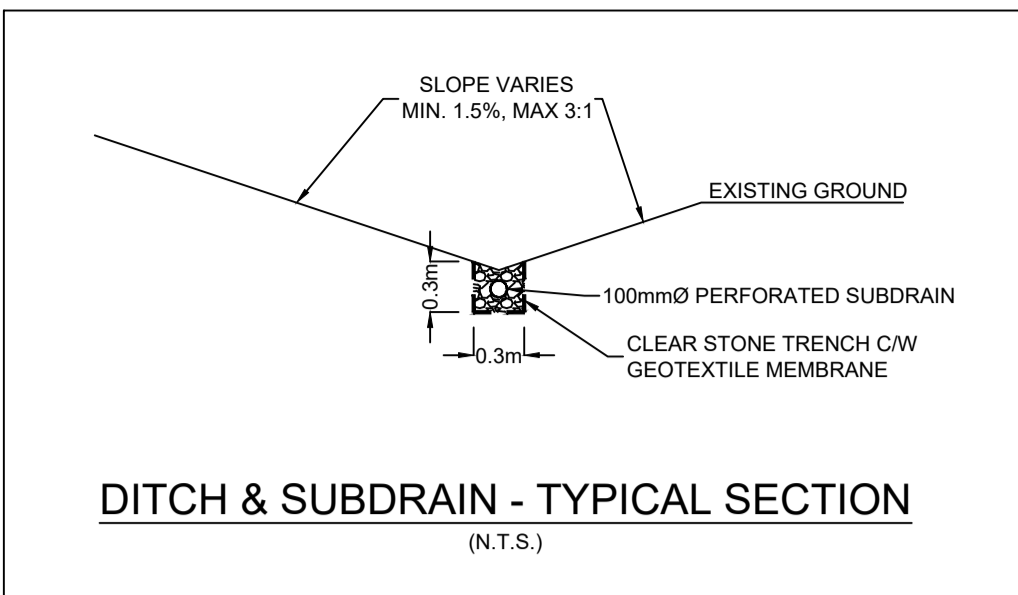 SLOPE VARIES
MIN. 1.5%, MAX 3:1
EXISTING GROUND
0.3m
100mmØ PERFORATED SUBDRAIN
CLEAR STONE TRENCH C/W
GEOTEXTILE MEMBRANE
0.3m
DITCH & SUBDRAIN - TYPICAL SECTION
(N.T.S.)